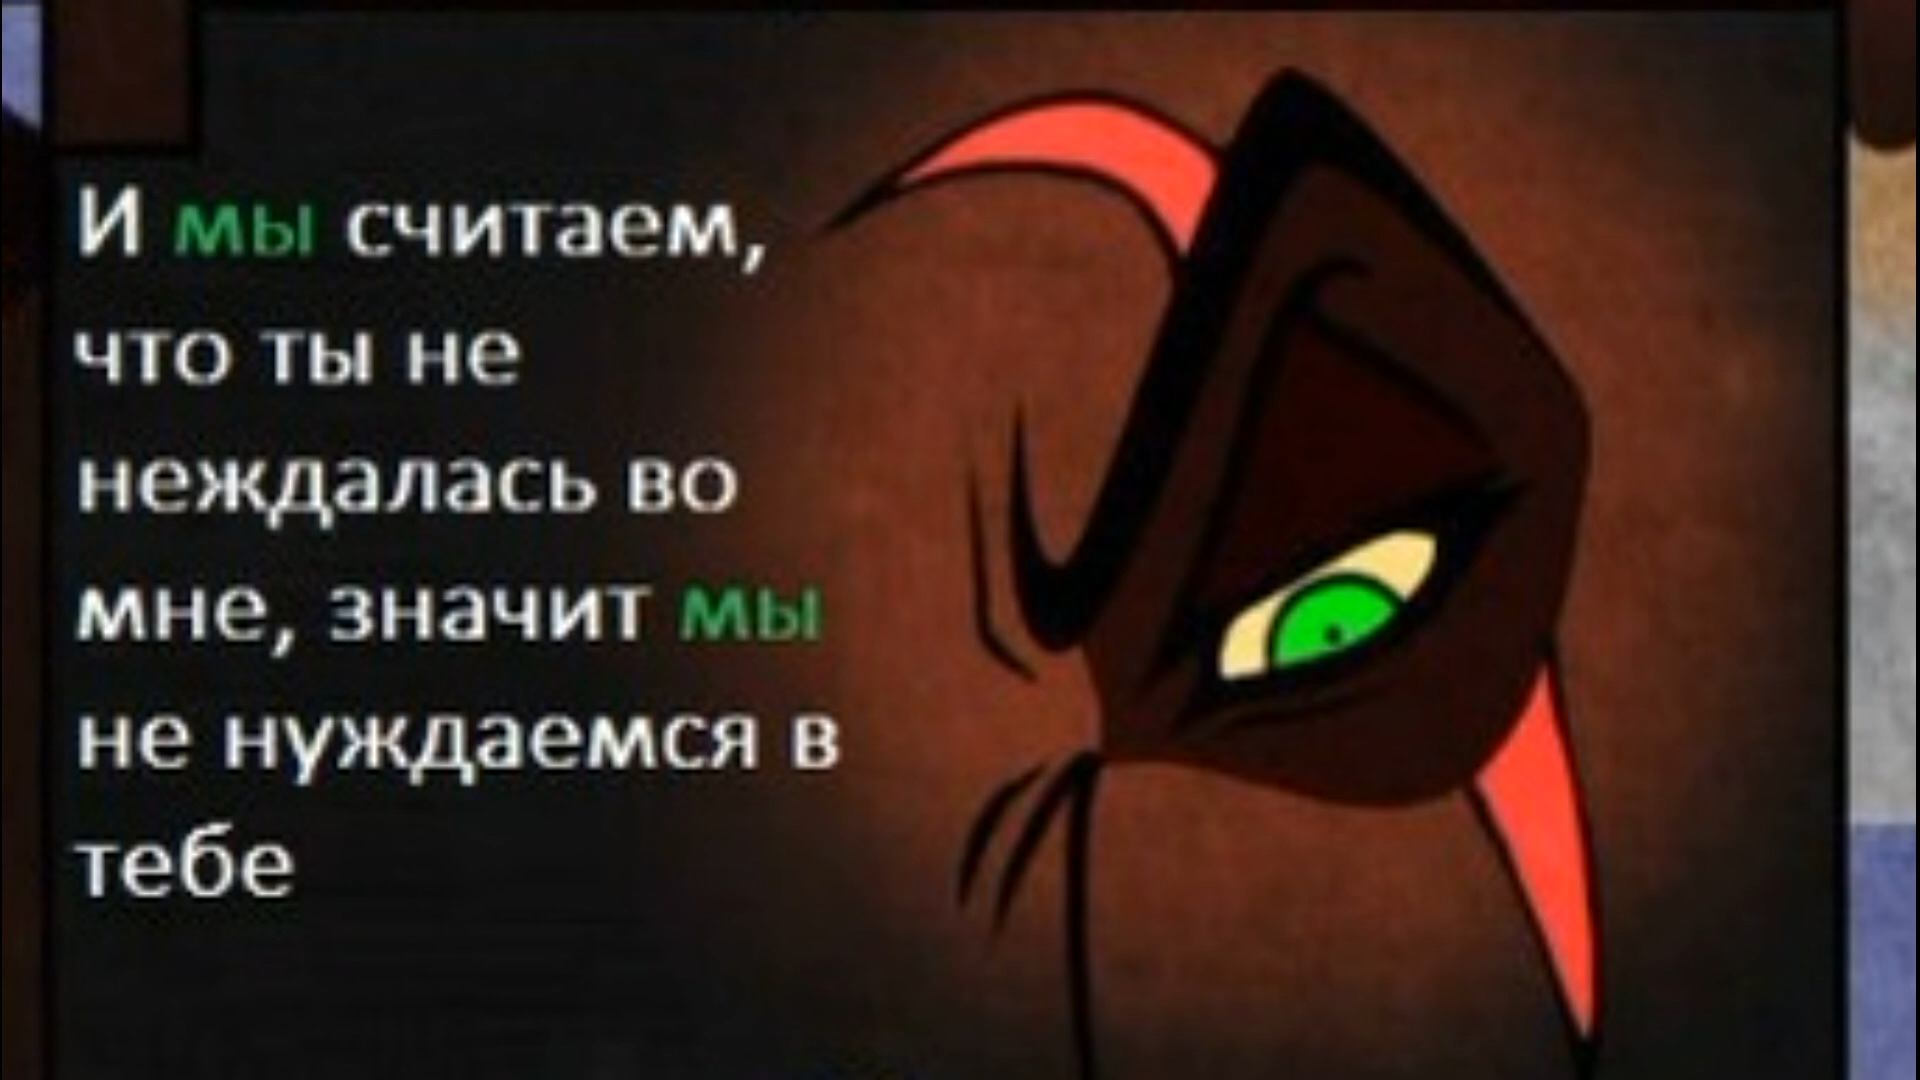 И мы считаем,
что ты не
неждалась во
мне, значит мы
не нуждаемся в
тебе